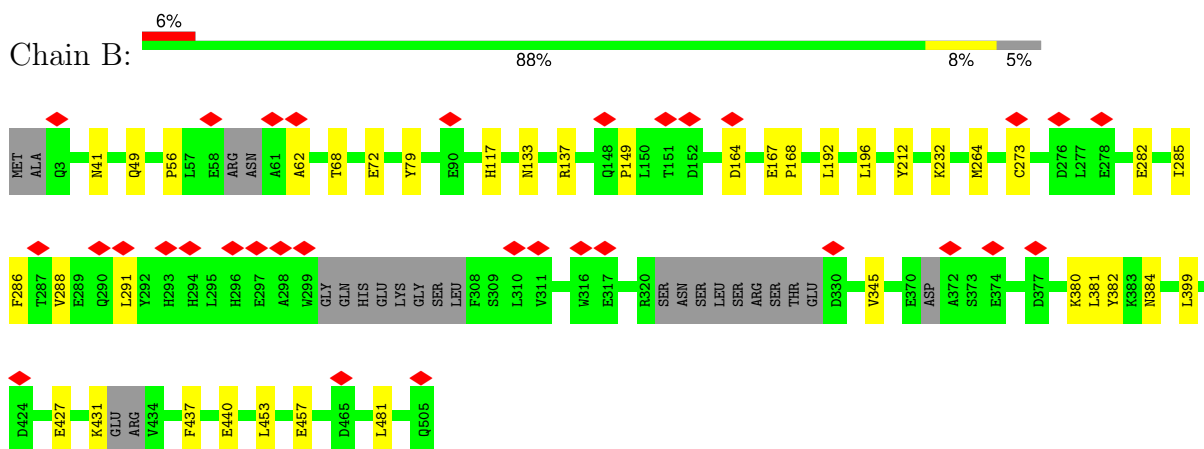 6%
Chain B:
88% 8% 5%
MET ALA Q3 N41 Q49 P56 L57 E58 ARG ASN A61 A62 T68 E72 Y79 E90 H117 N133 R137 Q148 P149 L150 T151 D152 D164 E167 P168 L192 L196 Y212 K232 M264 C273 D276 L277 E278 E282 I285
F286 T287 V288 E289 Q290 L291 Y292 H293 H294 L295 H296 E297 A298 W299 GLY GLN HIS GLU LYS GLY SER LEU F308 S309 L310 V311 W316 E317 R320 SER ASN SER LEU SER ARG SER THR GLU D330 V345 E370 ASP A372 S373 E374 D377 K380 L381 Y382 K383 N384 L399
D424 E427 K431 GLU ARG V434 F437 E440 L453 E457 D465 L481 Q505